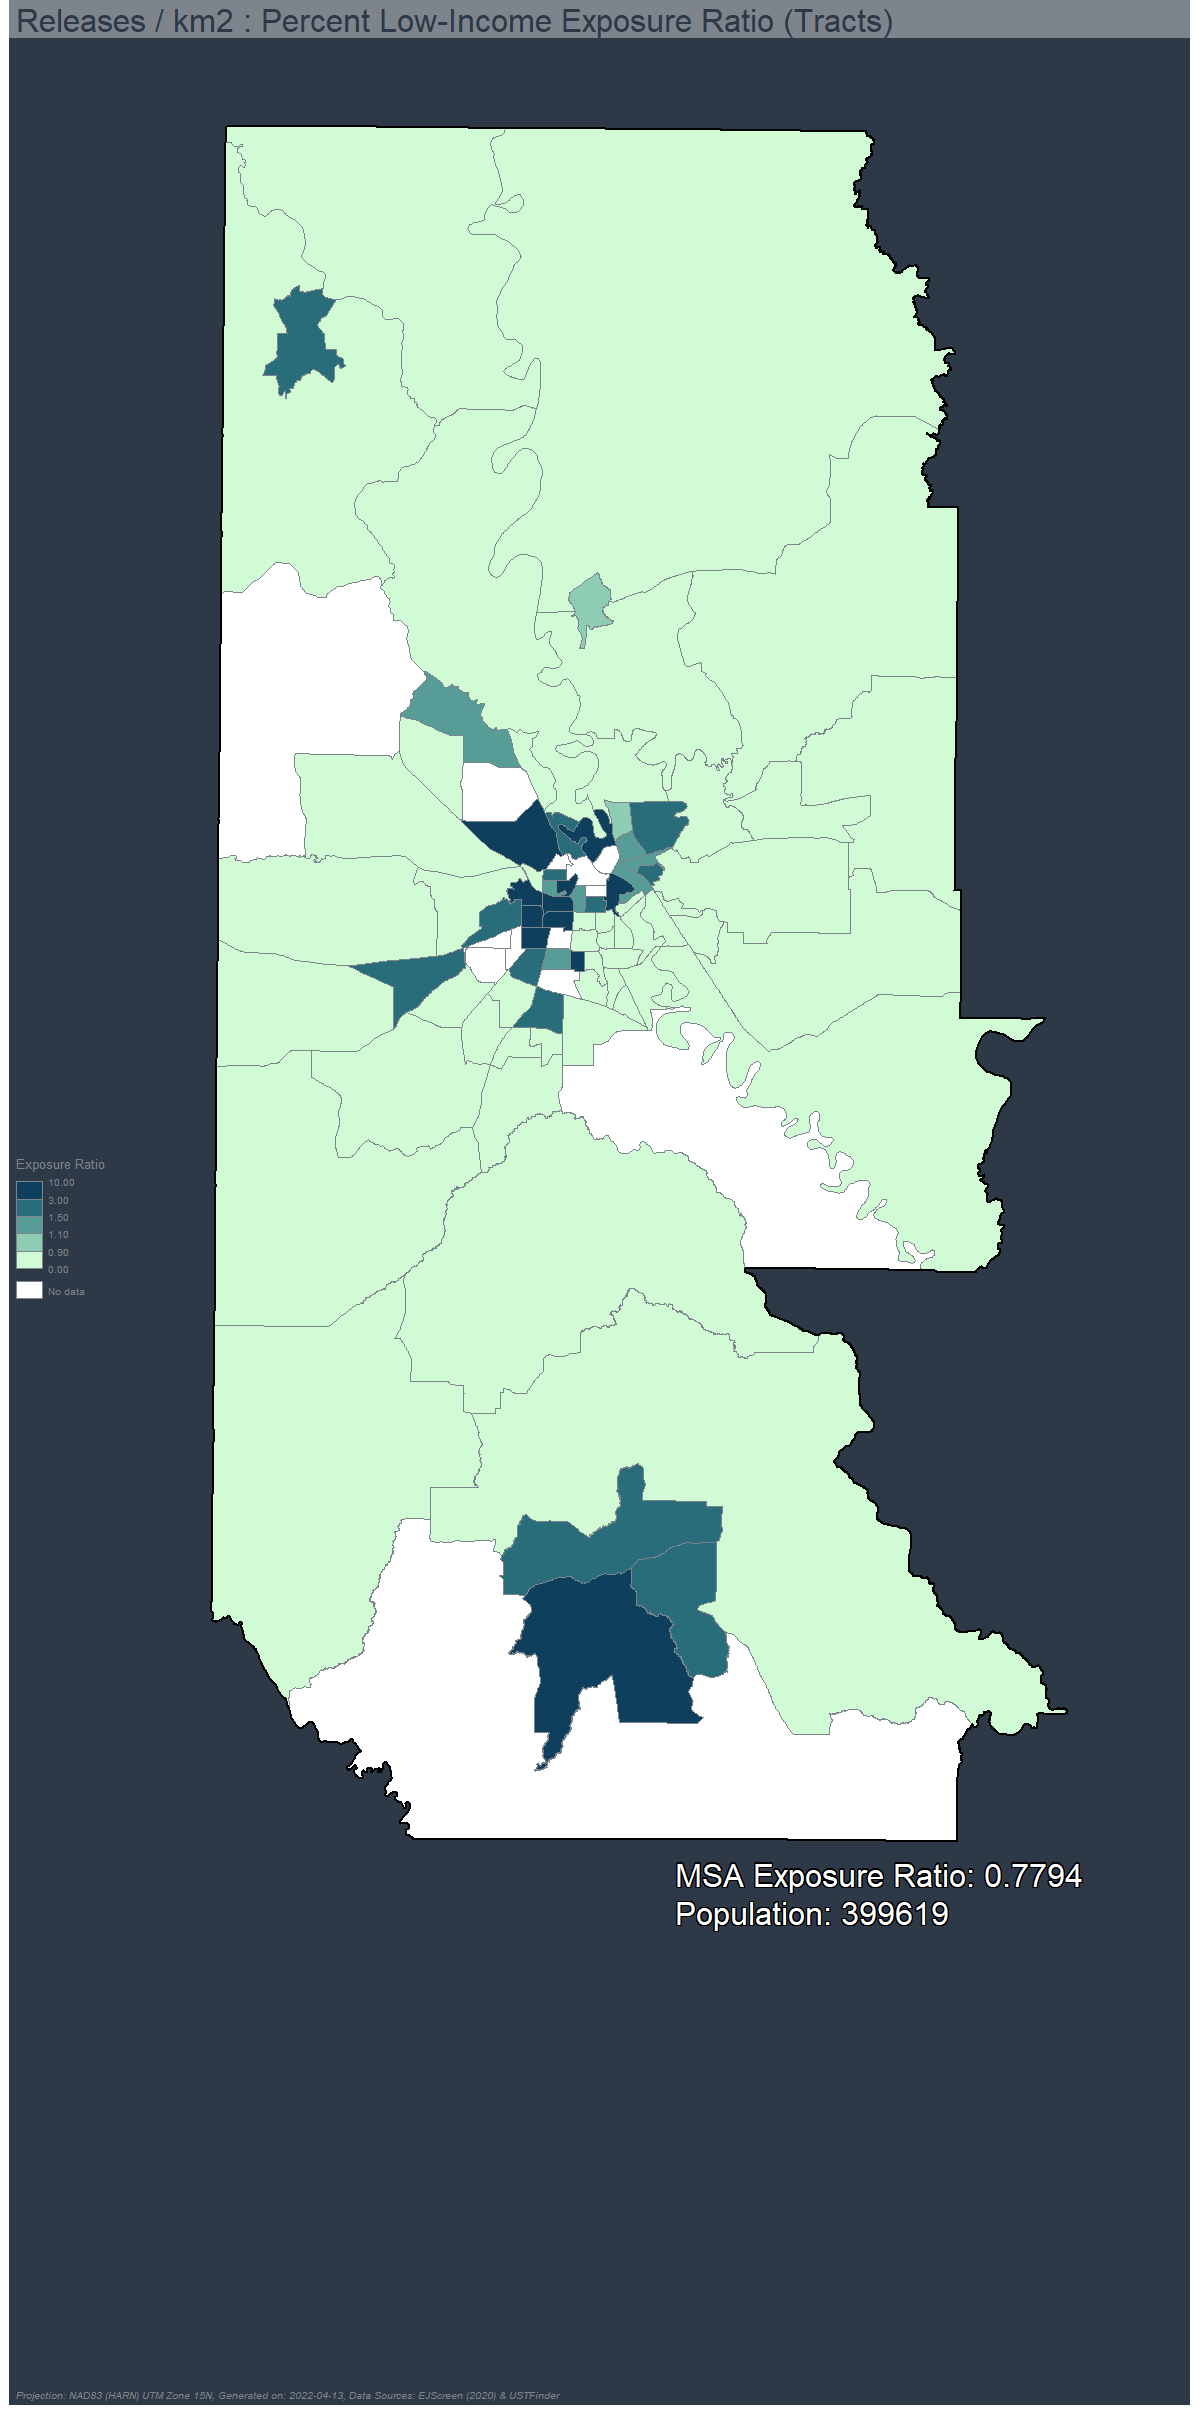 Releases / km2 : Percent Low-Income Exposure Ratio (Tracts)
Exposure Ratio
10.00
3.00
1.50
1.10
0.90
0.00
No data
MSA Exposure Ratio: 0.7794
Population: 399619
Projection: NAD83 (HARN) UTM Zone 15N, Generated on: 2022-04-13, Data Sources: EJScreen (2020) & USTFinder